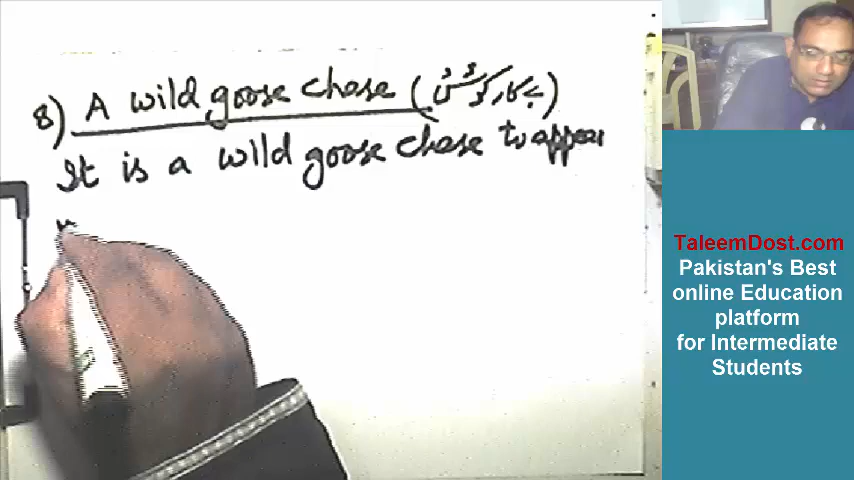 8) A wild goose chase (بے کار کوشش)
It is a wild goose chase to appear
TaleemDost.com
Pakistan's Best
online Education
platform
for Intermediate
Students